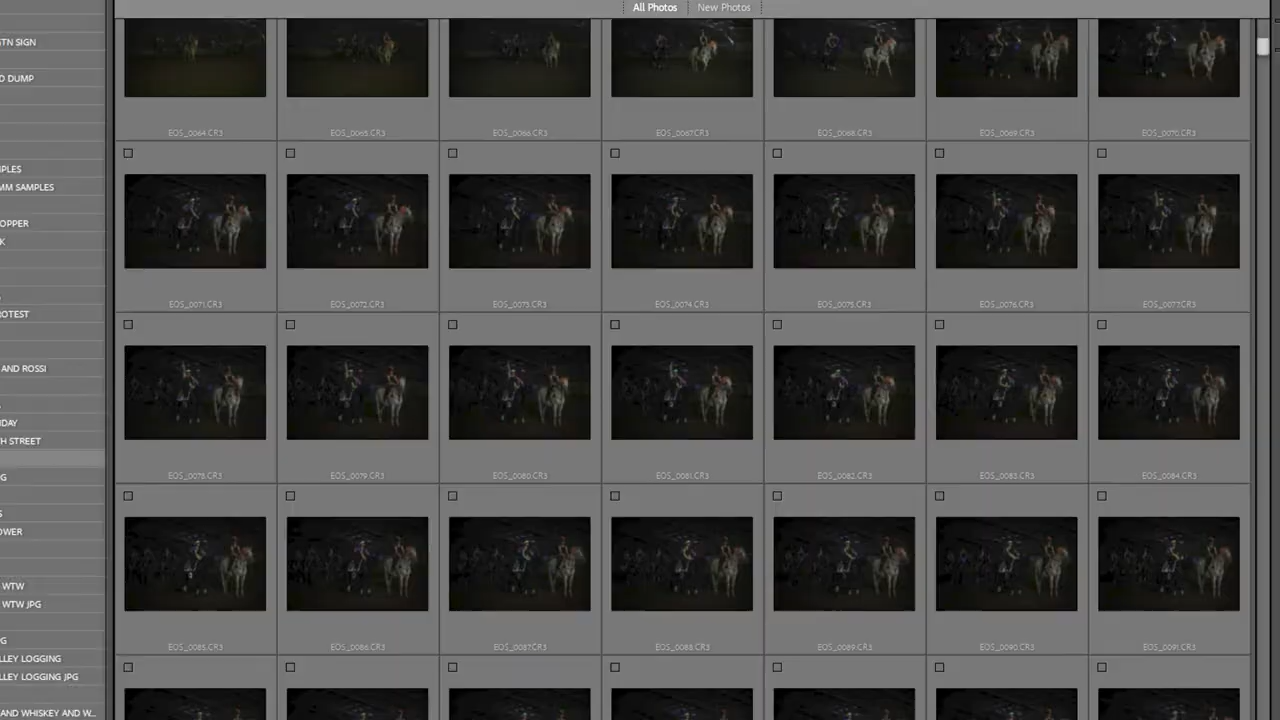 All Photos New Photos
GTN SIGN
O DUMP
PLES
MM SAMPLES
OPPER
K
ROTEST
AND ROSSI
DAY
H STREET
G
S
OWER
WTW
WTW JPG
G
LLEY LOGGING
LLEY LOGGING JPG
AND WHISKEY AND W...
EOS_0064.CR3 EOS_0065.CR3 EOS_0066.CR3 EOS_0067.CR3 EOS_0068.CR3 EOS_0069.CR3 EOS_0070.CR3
EOS_0071.CR3 EOS_0072.CR3 EOS_0073.CR3 EOS_0074.CR3 EOS_0075.CR3 EOS_0076.CR3 EOS_0077.CR3
EOS_0078.CR3 EOS_0079.CR3 EOS_0080.CR3 EOS_0081.CR3 EOS_0082.CR3 EOS_0083.CR3 EOS_0084.CR3
EOS_0085.CR3 EOS_0086.CR3 EOS_0087.CR3 EOS_0088.CR3 EOS_0089.CR3 EOS_0090.CR3 EOS_0091.CR3